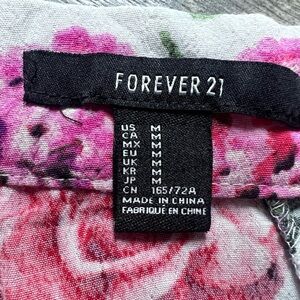 FOREVER 21
US M
CA M
MX M
EU M
UK M
KR M
JP M
CN 165/72A
MADE IN CHINA
FABRIQUÉ EN CHINE